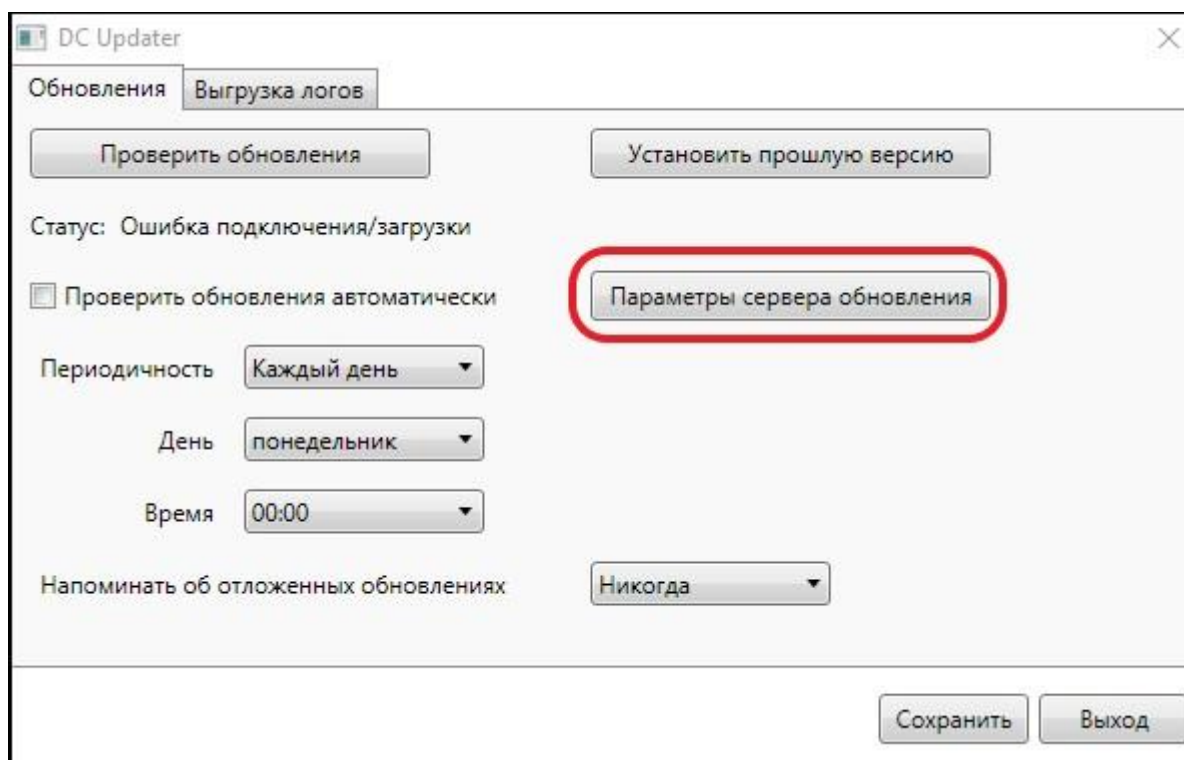 DC Updater
Обновления Выгрузка логов
Проверить обновления Установить прошлую версию
Статус: Ошибка подключения/загрузки
Проверить обновления автоматически Параметры сервера обновления
Периодичность Каждый день
День понедельник
Время 00:00
Напоминать об отложенных обновлениях Никогда
Сохранить Выход